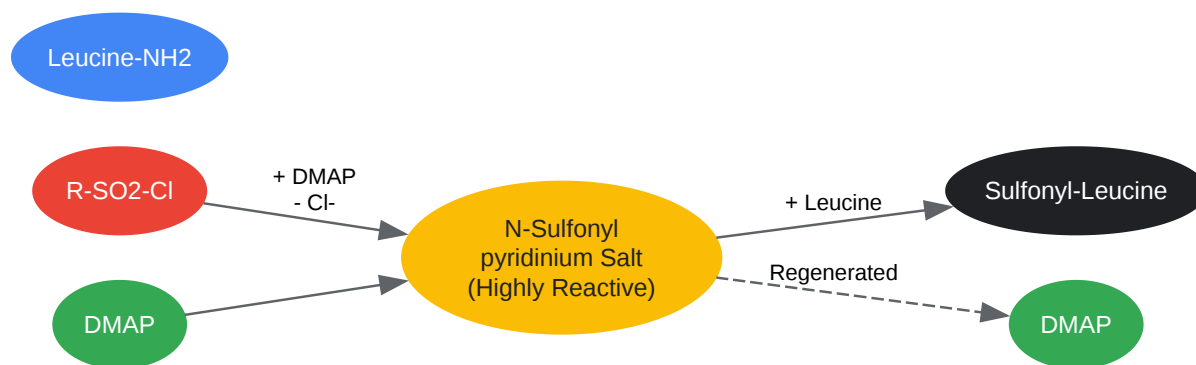 Leucine-NH2
R-SO2-Cl
+ DMAP
- Cl-
DMAP
N-Sulfonyl
pyridinium Salt
(Highly Reactive)
+ Leucine
Sulfonyl-Leucine
Regenerated
DMAP